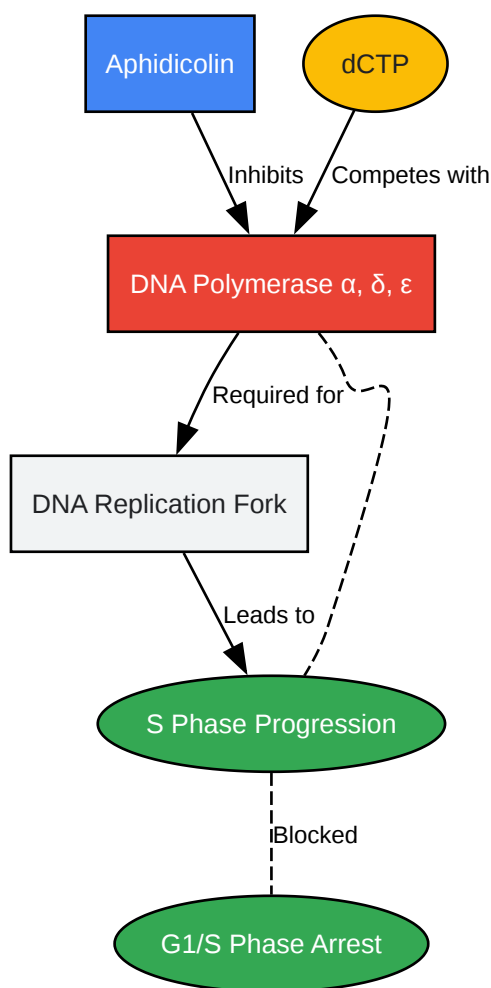 Aphidicolin
dCTP
Inhibits
Competes with
DNA Polymerase α, δ, ε
Required for
DNA Replication Fork
Leads to
S Phase Progression
Blocked
G1/S Phase Arrest